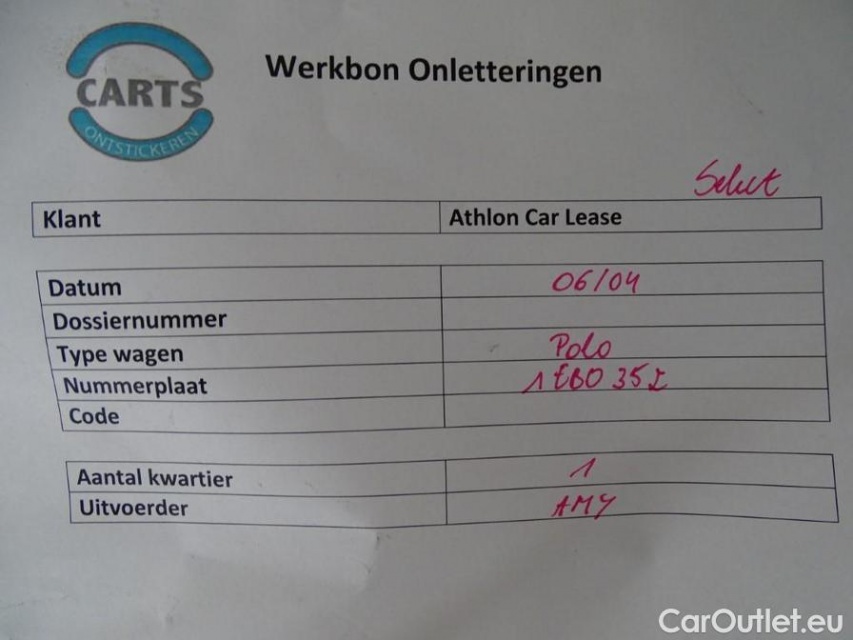 CARTS
ONTSTICKEREN
Werkbon Onletteringen
Select
Klant Athlon Car Lease
Datum 06/04
Dossiernummer
Type wagen Polo
Nummerplaat
Code
Aantal kwartier 1
Uitvoerder AMY
CarOutlet.eu